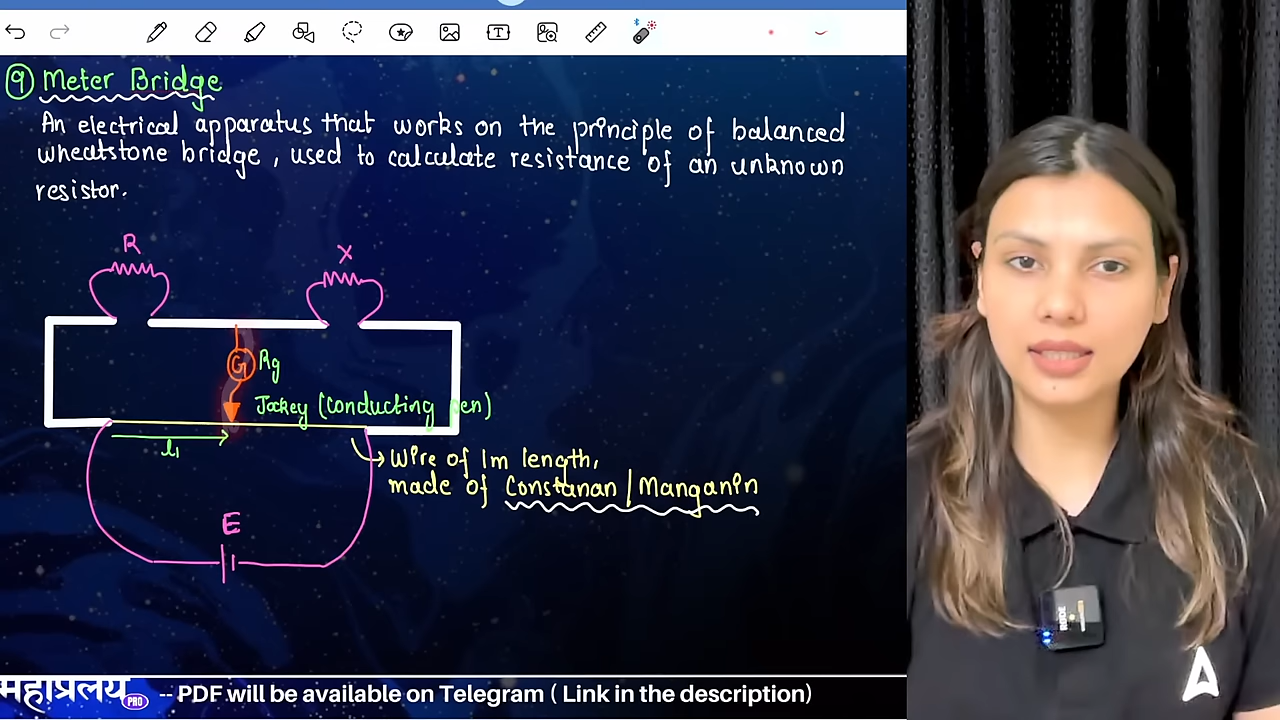 9 Meter Bridge
An electrical apparatus that works on the principle of balanced
wheatstone bridge, used to calculate resistance of an unknown
resistor.
R
X
G Rg
Jockey (conducting pen)
l₁
Wire of 1m length,
made of Constanan / Manganin
E
महाप्रलय PRO -- PDF will be available on Telegram ( Link in the description)
RØDE